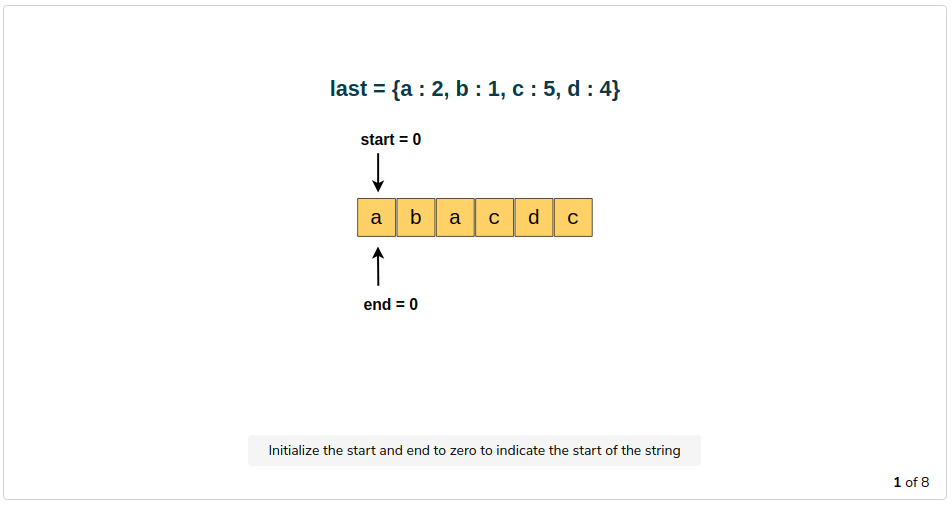 last = {a : 2, b : 1, c : 5, d : 4}
start = 0
a b a c d c
end = 0
Initialize the start and end to zero to indicate the start of the string
1 of 8